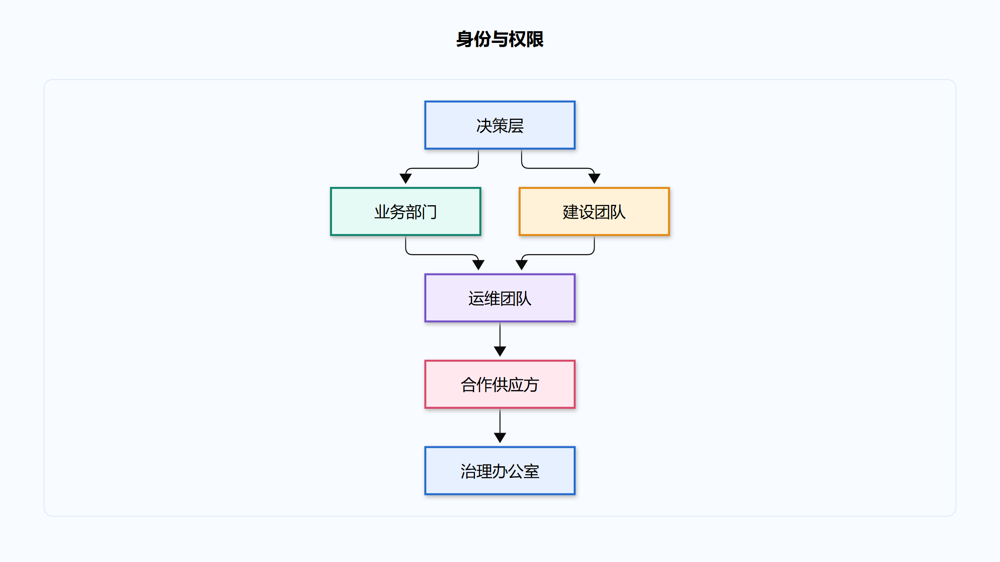 身份与权限
决策层
业务部门
建设团队
运维团队
合作供应方
治理办公室